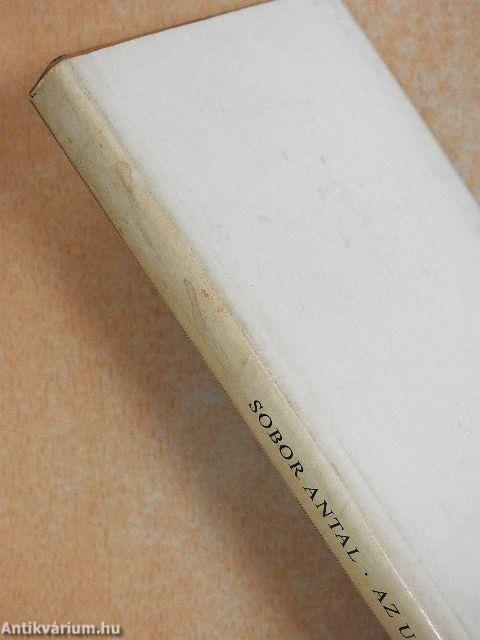 SOBOR ANTAL · AZ U
Antikvárium.hu